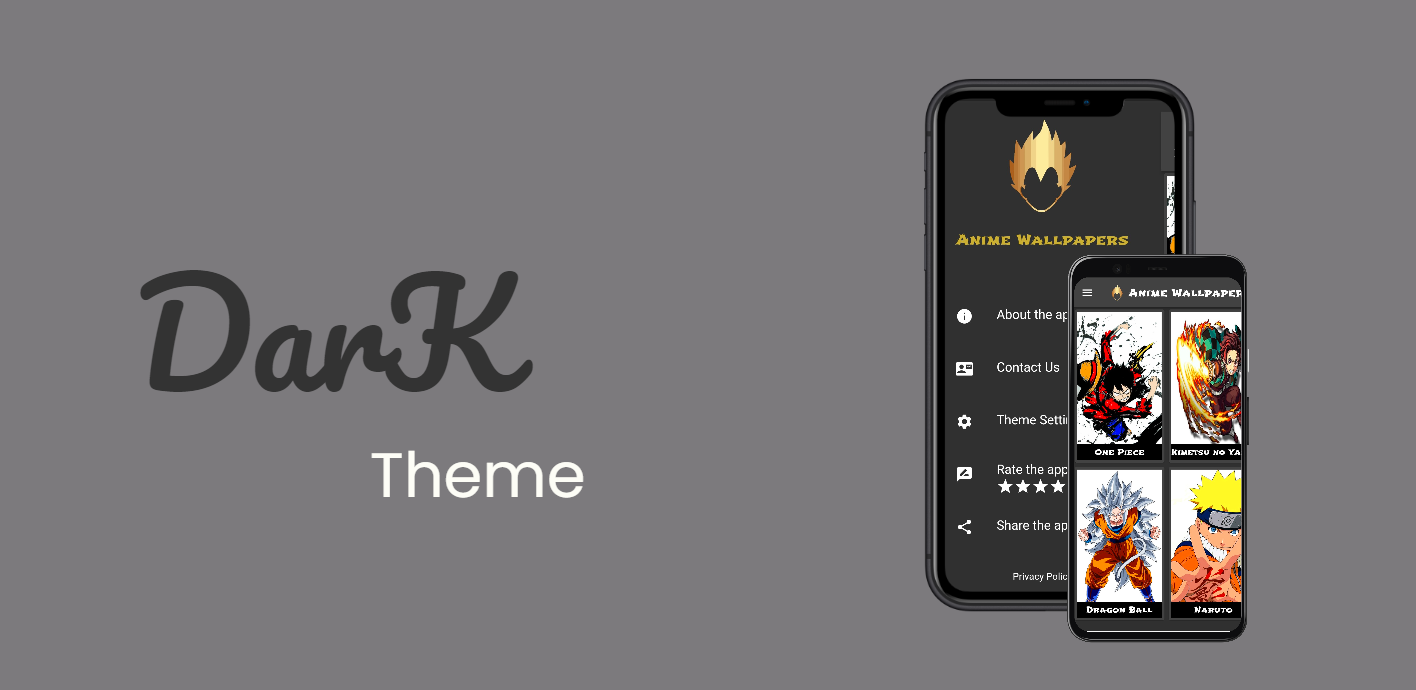 DarK
Theme
Anime Wallpapers
About the ap
Contact Us
Theme Setti
Rate the app
Share the ap
Privacy Polic
Anime Wallpaper
One Piece
Kimetsu no Ya
Dragon Ball
Naruto